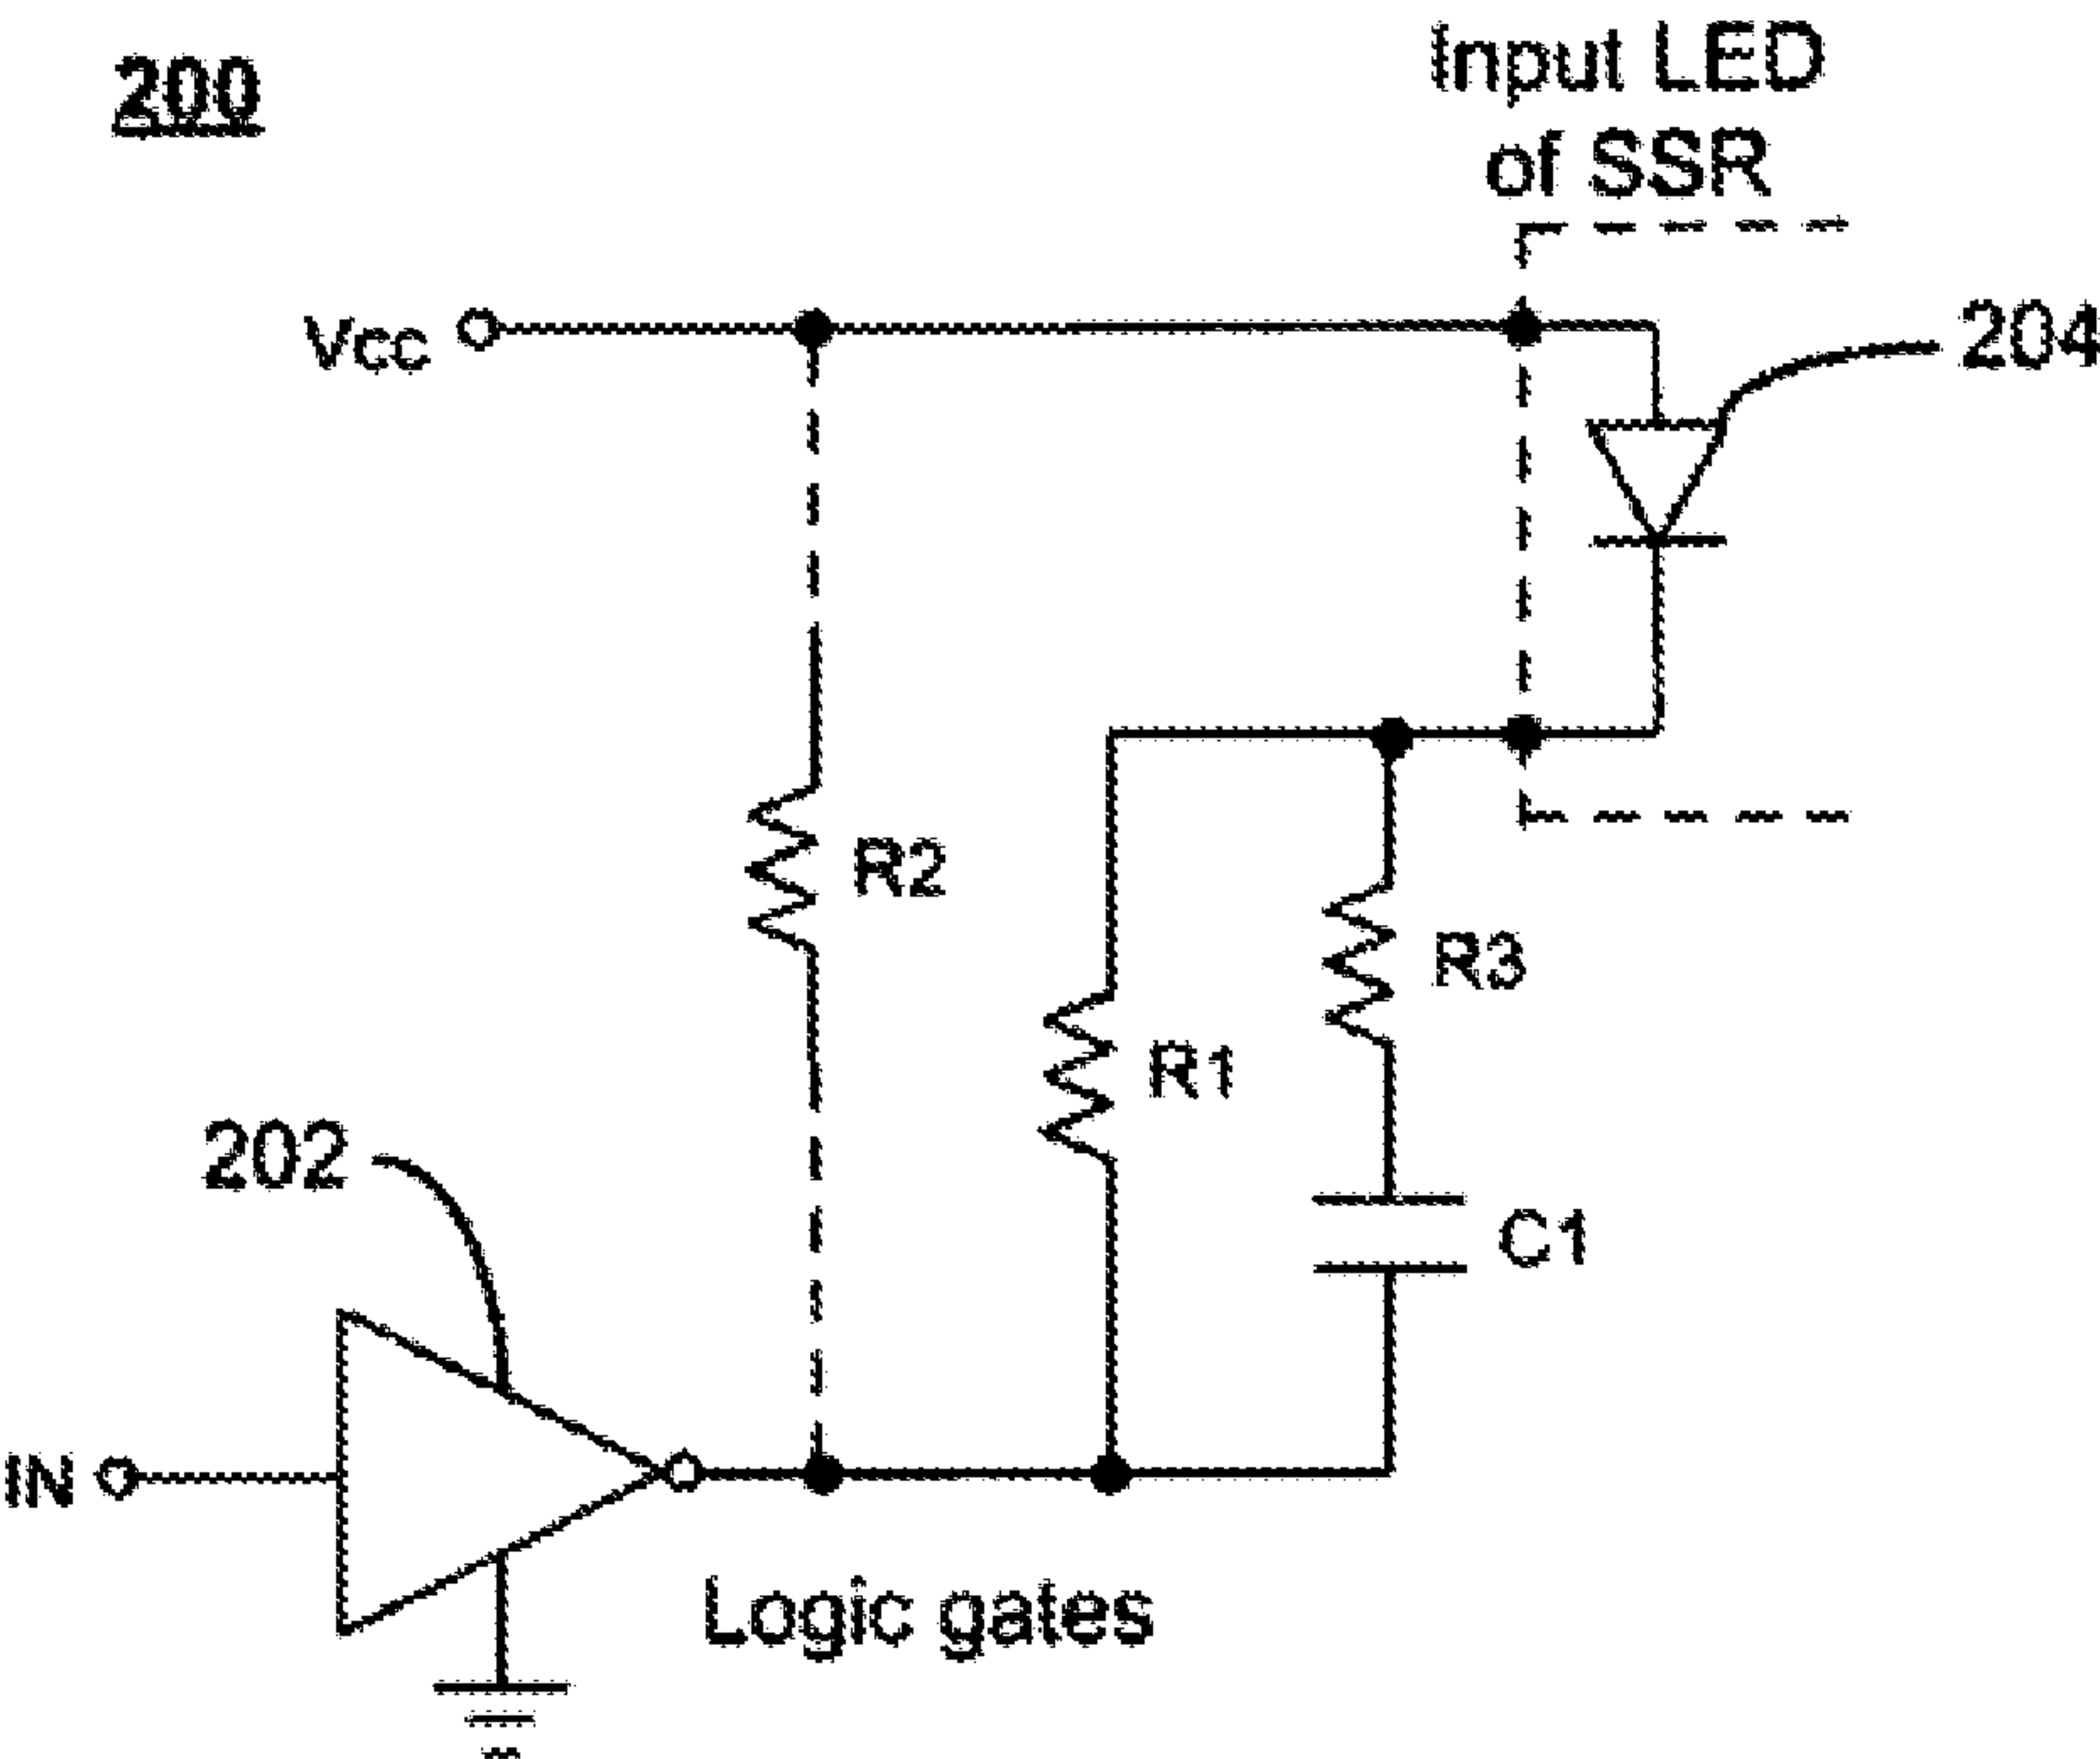 200
Input LED
of SSR
Vcc
204
R2
R3
R1
202
C1
IN
Logic gates